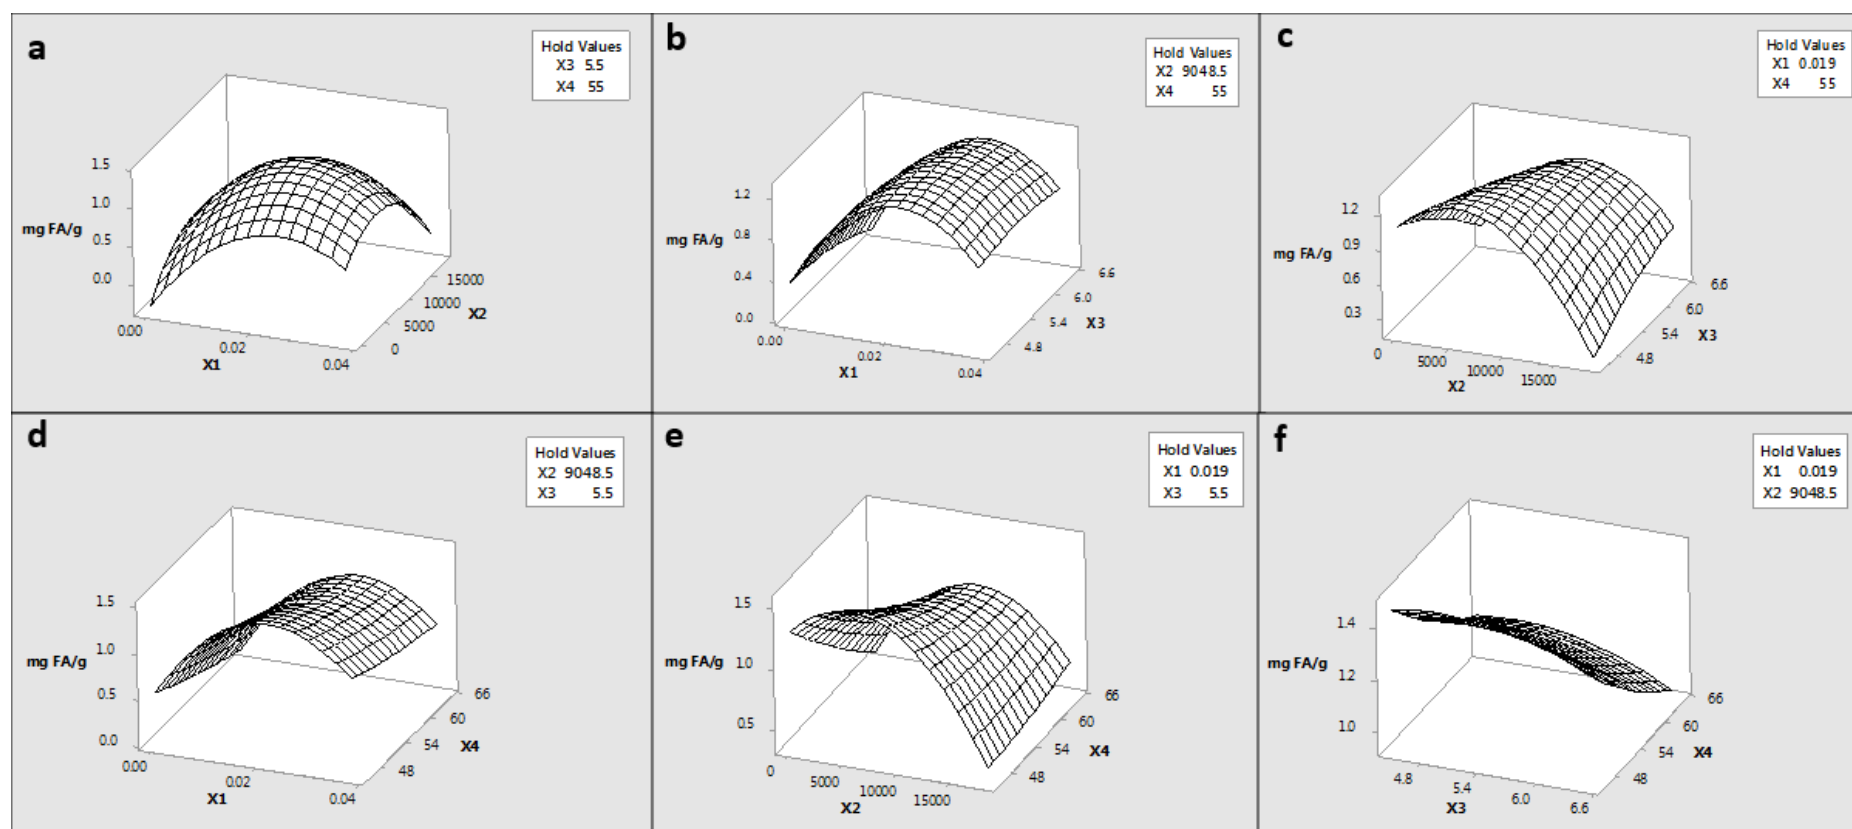 a
Hold Values
X3 5.5
X4 55
1.5
1.0
0.5
0.0
mg FA/g
0.00
0.02
0.04
X1
0
5000
10000
15000
X2
b
Hold Values
X2 9048.5
X4 55
1.2
0.8
0.4
0.0
mg FA/g
0.00
0.02
0.04
X1
4.8
5.4
6.0
6.6
X3
c
Hold Values
X1 0.019
X4 55
1.2
0.9
0.6
0.3
mg FA/g
0
5000
10000
15000
X2
4.8
5.4
6.0
6.6
X3
d
Hold Values
X2 9048.5
X3 5.5
1.5
1.0
0.5
0.0
mg FA/g
0.00
0.02
0.04
X1
48
54
60
66
X4
e
Hold Values
X1 0.019
X3 5.5
1.5
1.0
0.5
mg FA/g
0
5000
10000
15000
X2
48
54
60
66
X4
f
Hold Values
X1 0.019
X2 9048.5
1.4
1.2
1.0
mg FA/g
4.8
5.4
6.0
6.6
X3
48
54
60
66
X4